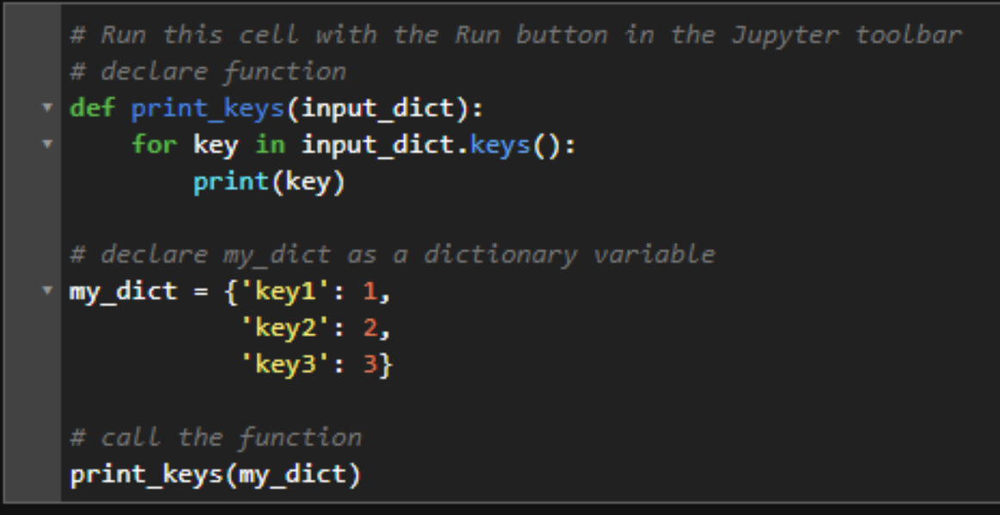 # Run this cell with the Run button in the Jupyter toolbar
# declare function
def print_keys(input_dict):
    for key in input_dict.keys():
        print(key)

# declare my_dict as a dictionary variable
my_dict = {'key1': 1,
           'key2': 2,
           'key3': 3}

# call the function
print_keys(my_dict)